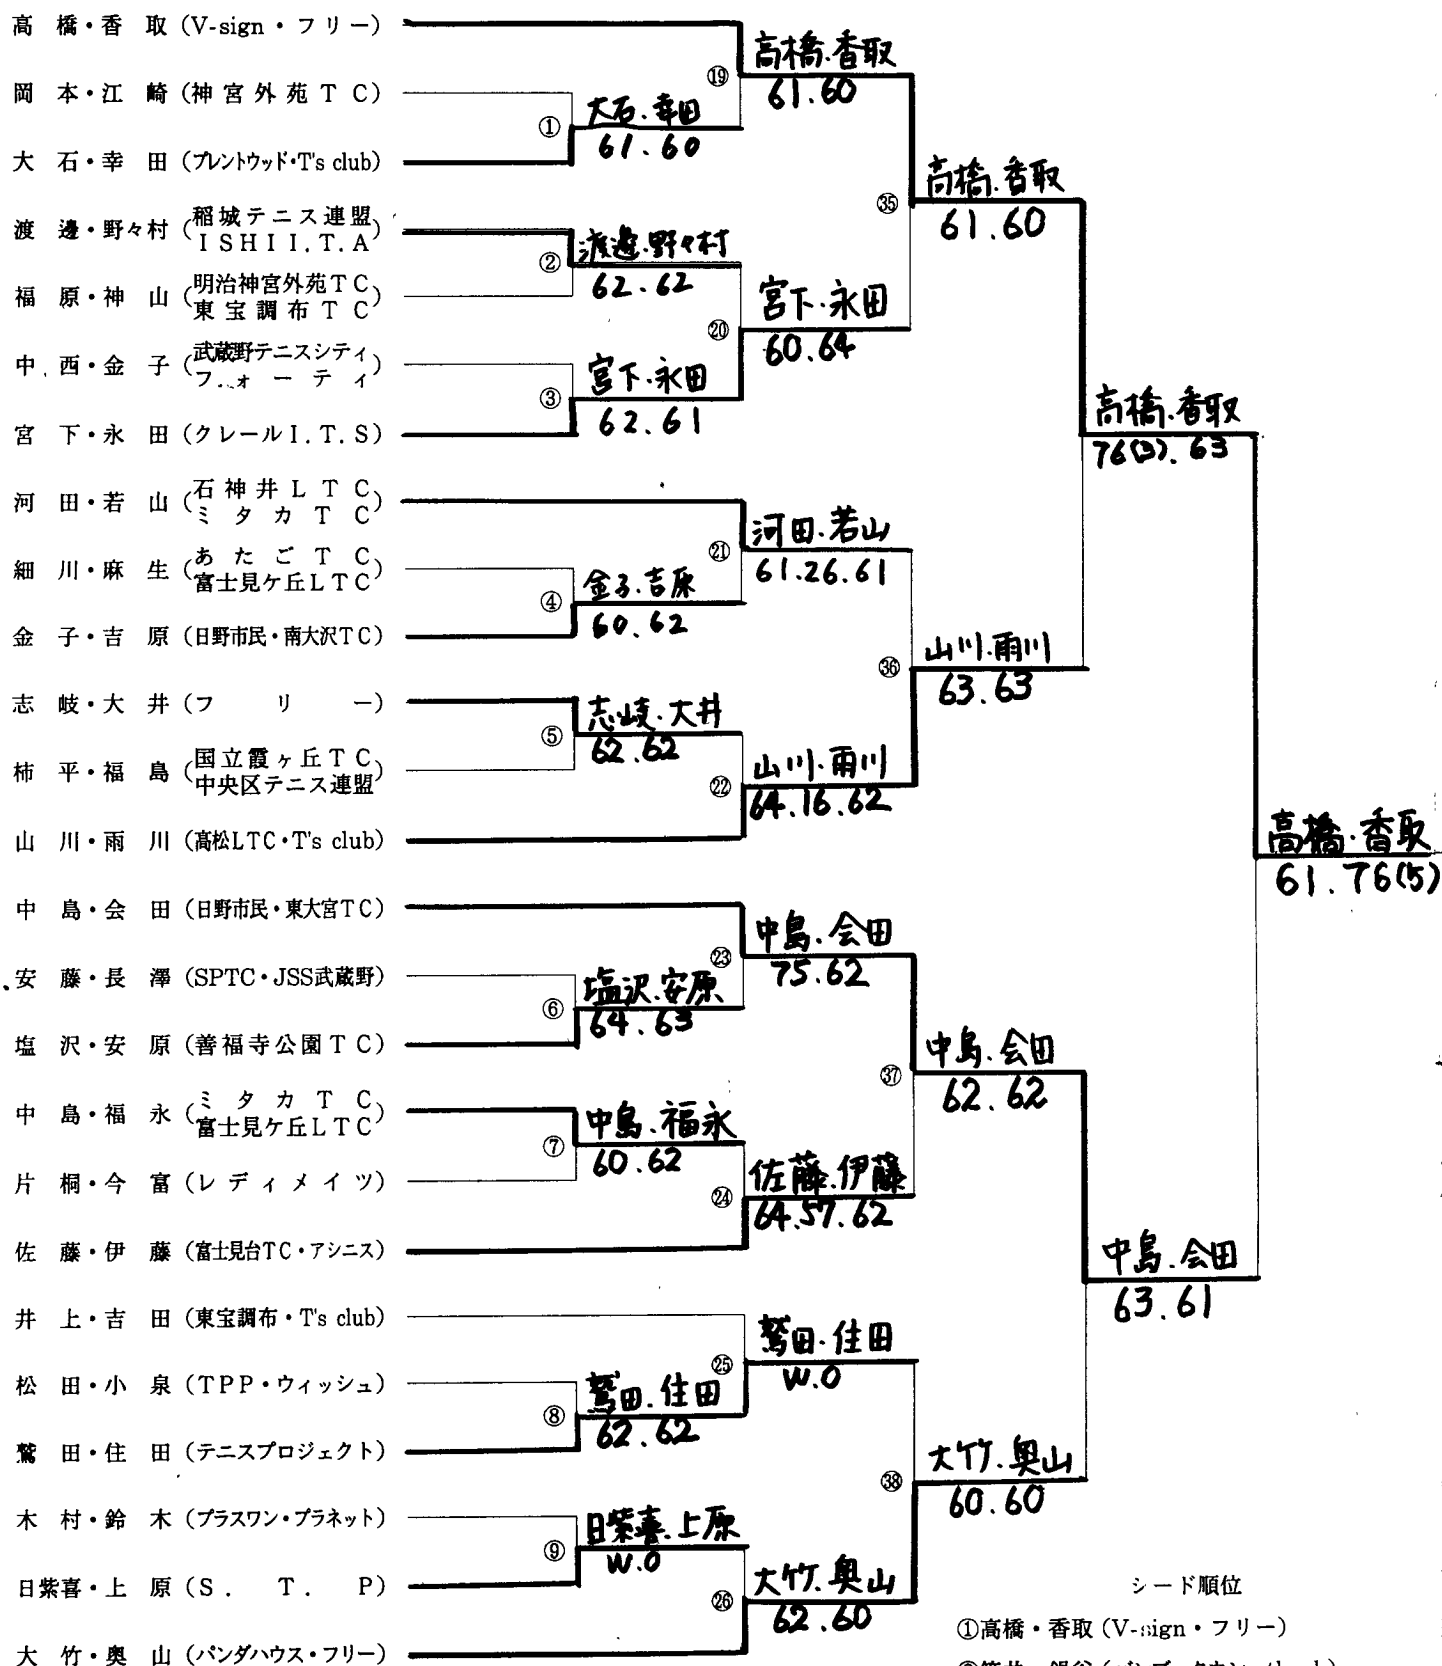 高橋・香取 (V-sign・フリー)
岡本・江崎 (神宮外苑TC)
大石・幸田 (ブレントウッド・T's club)
渡邊・野々村 (稲城テニス連盟
ISHII.T.A)
福原・神山 (明治神宮外苑TC
東宝調布TC)
中西・金子 (武蔵野テニスシティ
フォーティ)
宮下・永田 (クレールI.T.S)
河田・若山 (石神井LTC
ミタカTC)
細川・麻生 (あたごTC
富士見ケ丘LTC)
金子・吉原 (日野市民・南大沢TC)
志岐・大井 (フリー)
柿平・福島 (国立霞ヶ丘TC
中央区テニス連盟)
山川・雨川 (高松LTC・T's club)
中島・会田 (日野市民・東大宮TC)
安藤・長澤 (SPTC・JSS武蔵野)
塩沢・安原 (善福寺公園TC)
中島・福永 (ミタカTC
富士見ケ丘LTC)
片桐・今富 (レディメイツ)
佐藤・伊藤 (富士見台TC・アシニス)
井上・吉田 (東宝調布・T's club)
松田・小泉 (TPP・ウィッシュ)
鷲田・住田 (テニスプロジェクト)
木村・鈴木 (プラスワン・プラネット)
日紫喜・上原 (S.T.P)
大竹・奥山 (パンダハウス・フリー)
① 大石・幸田
61.60
② 渡邊・野々村
62.62
③ 宮下・永田
62.61
④ 金子・吉原
60.62
⑤ 志岐・大井
62.62
⑥ 塩沢・安原
64.63
⑦ 中島・福永
60.62
⑧ 鷲田・住田
62.62
⑨ 日紫喜・上原
W.O
⑲ 高橋・香取
61.60
⑳ 宮下・永田
60.64
㉑ 河田・若山
61.26.61
㉒ 山川・雨川
64.16.62
㉓ 中島・会田
75.62
㉔ 佐藤・伊藤
64.57.62
㉕ 鷲田・住田
W.O
㉖ 大竹・奥山
62.60
㉟ 高橋・香取
61.60
㊱ 山川・雨川
63.63
㊲ 中島・会田
62.62
㊳ 大竹・奥山
60.60
高橋・香取
76(3).63
中島・会田
63.61
高橋・香取
61.76(5)
シード順位
①高橋・香取 (V-sign・フリー)